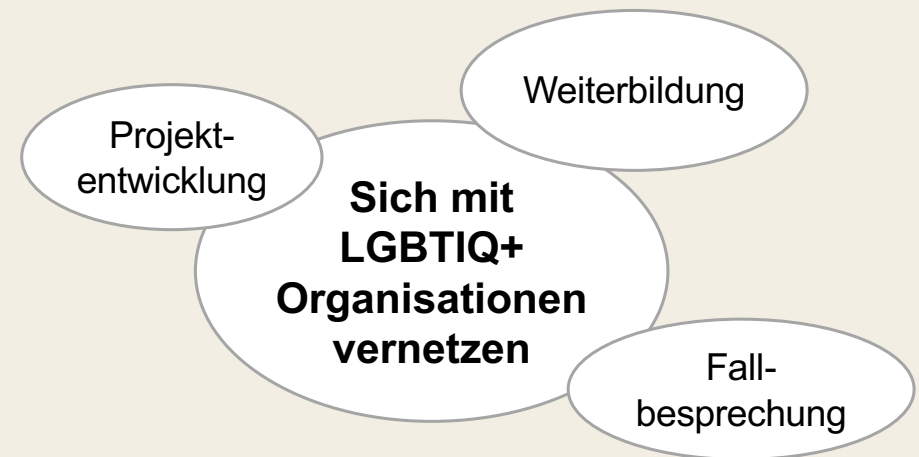 Weiterbildung
Projekt-
entwicklung
Sich mit
LGBTIQ+
Organisationen
vernetzen
Fall-
besprechung